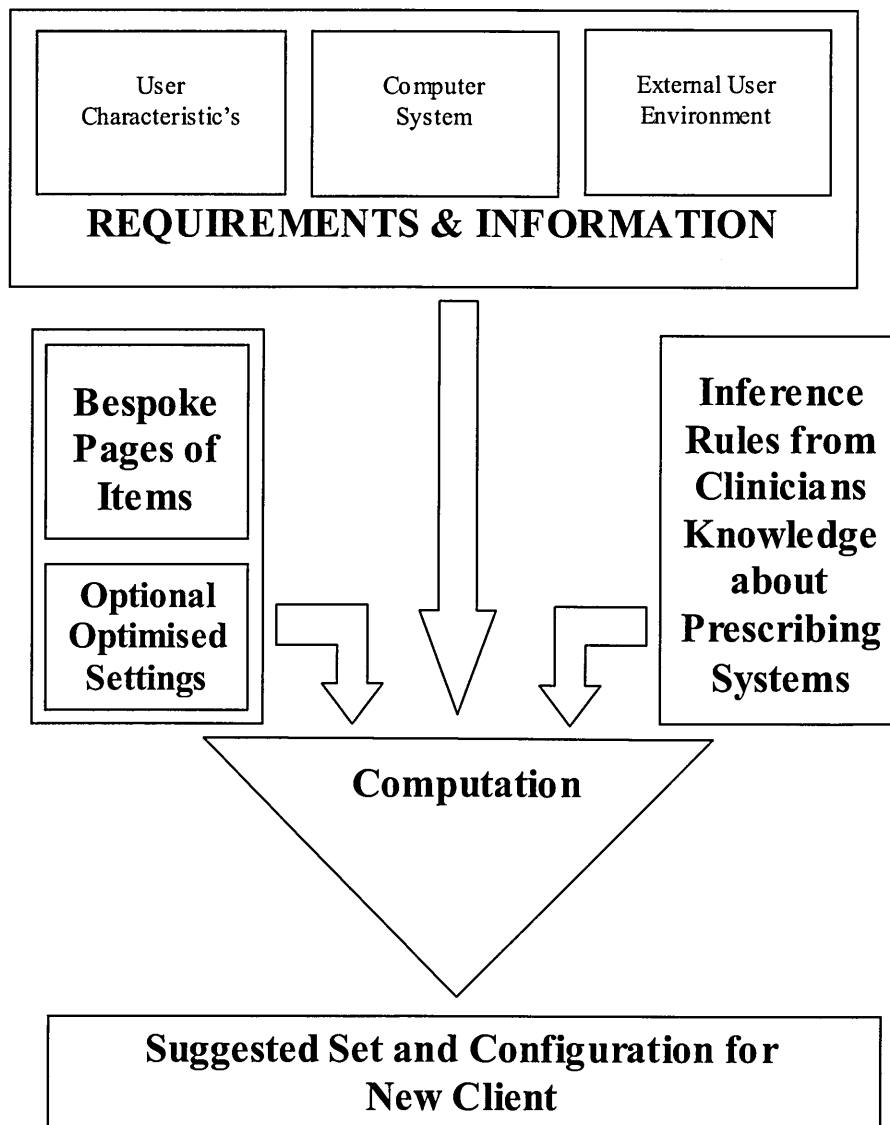 User
Characteristic's
Computer
System
External User
Environment
REQUIREMENTS & INFORMATION
Bespoke
Pages of
Items
Optional
Optimised
Settings
Inference
Rules from
Clinicians
Knowledge
about
Prescribing
Systems
Computation
Suggested Set and Configuration for
New Client